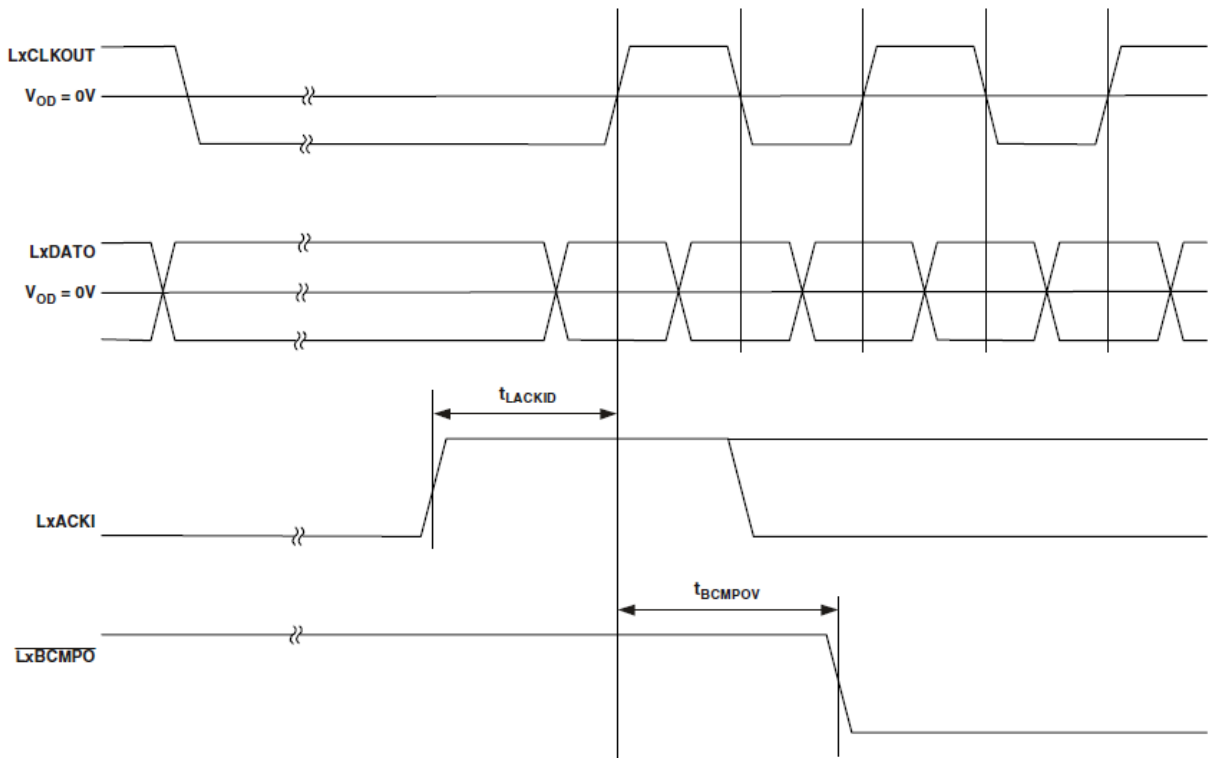 LxCLKOUT
VOD = 0V
LxDATO
VOD = 0V
tLACKID
LxACKI
tBCMPOV
LxBCMPO